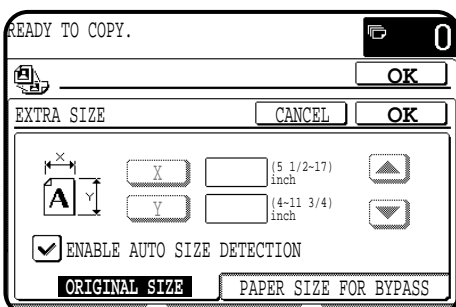 READY TO COPY.
0
OK
EXTRA SIZE CANCEL OK
X
X (5 1/2~17) inch
A Y
Y (4~11 3/4) inch
ENABLE AUTO SIZE DETECTION
ORIGINAL SIZE PAPER SIZE FOR BYPASS